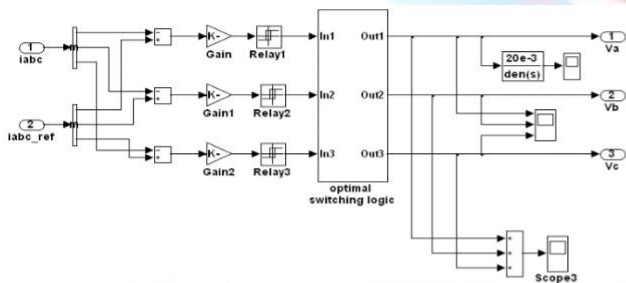 1
iabc
m
2
iabc_ref
m
-
+
-
+
-
+
K-
Gain
Relay1
K-
Gain1
Relay2
K-
Gain2
Relay3
In1
Out1
In2
Out2
In3
Out3
optimal
switching logic
20e-3
den(s)
1
Va
2
Vb
3
Vc
+
+
+
Scope3